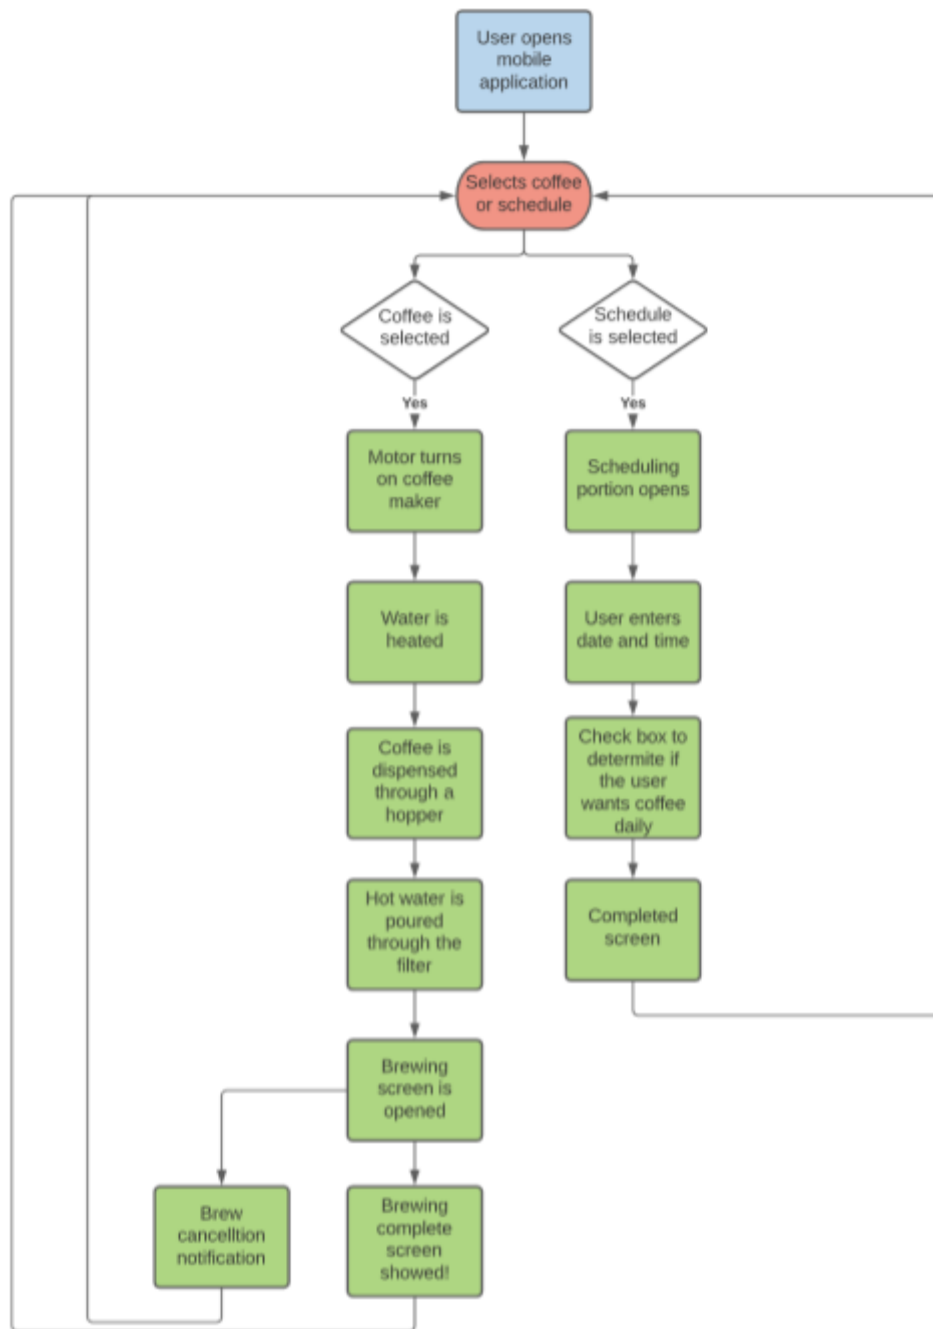 User opens
mobile
application
Selects coffee
or schedule
Coffee is
selected
Schedule
is selected
Yes
Yes
Motor turns
on coffee
maker
Scheduling
portion opens
Water is
heated
User enters
date and time
Coffee is
dispensed
through a
hopper
Check box to
determite if
the user
wants coffee
daily
Hot water is
poured
through the
filter
Completed
screen
Brewing
screen is
opened
Brew
cancelltion
notification
Brewing
complete
screen
showed!